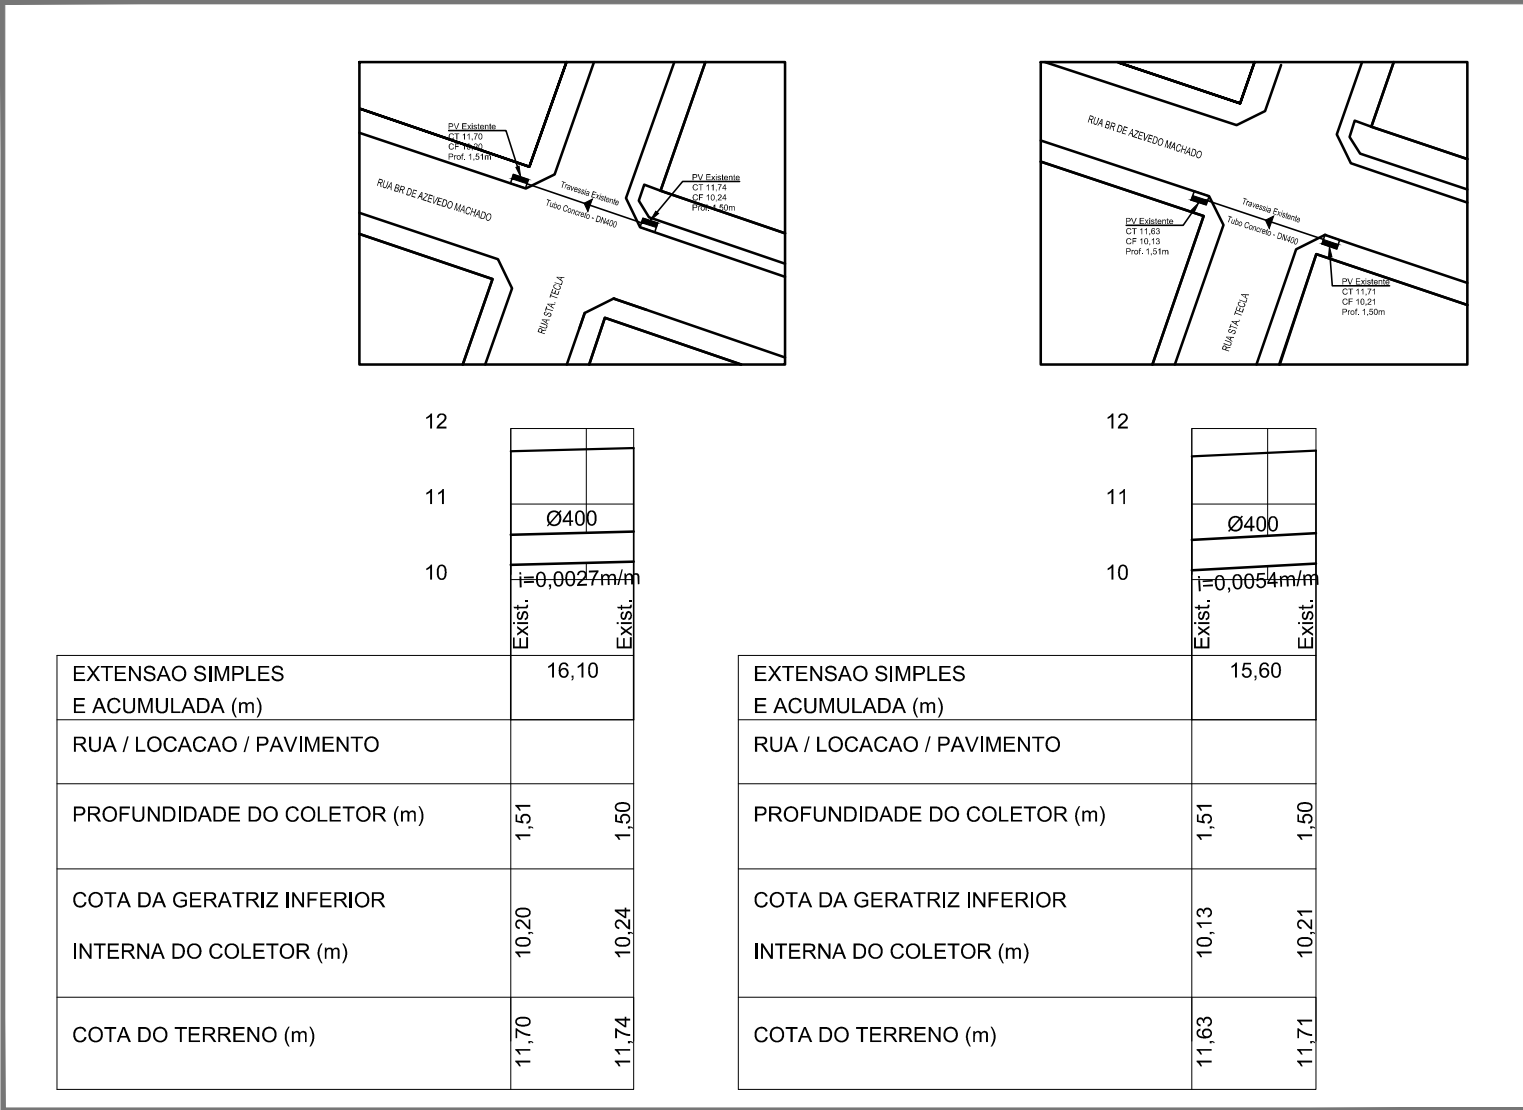 PV Existente
CT 11,70
CF 10,20
Prof. 1,51m
RUA BR DE AZEVEDO MACHADO
Travessia Existente
Tubo Concreto - DN400
PV Existente
CT 11,74
CF 10,24
Prof. 1,50m
RUA STA. TECLA
RUA BR DE AZEVEDO MACHADO
Travessia Existente
Tubo Concreto - DN400
PV Existente
CT 11,63
CF 10,13
Prof. 1,51m
PV Existente
CT 11,71
CF 10,21
Prof. 1,50m
RUA STA. TECLA
12
11
10
Ø400
i=0,0027m/m
Exist.
Exist.
EXTENSAO SIMPLES
E ACUMULADA (m)
16,10
RUA / LOCACAO / PAVIMENTO
PROFUNDIDADE DO COLETOR (m)
1,51
1,50
COTA DA GERATRIZ INFERIOR
INTERNA DO COLETOR (m)
10,20
10,24
COTA DO TERRENO (m)
11,70
11,74
12
11
10
Ø400
i=0,0054m/m
Exist.
Exist.
EXTENSAO SIMPLES
E ACUMULADA (m)
15,60
RUA / LOCACAO / PAVIMENTO
PROFUNDIDADE DO COLETOR (m)
1,51
1,50
COTA DA GERATRIZ INFERIOR
INTERNA DO COLETOR (m)
10,13
10,21
COTA DO TERRENO (m)
11,63
11,71